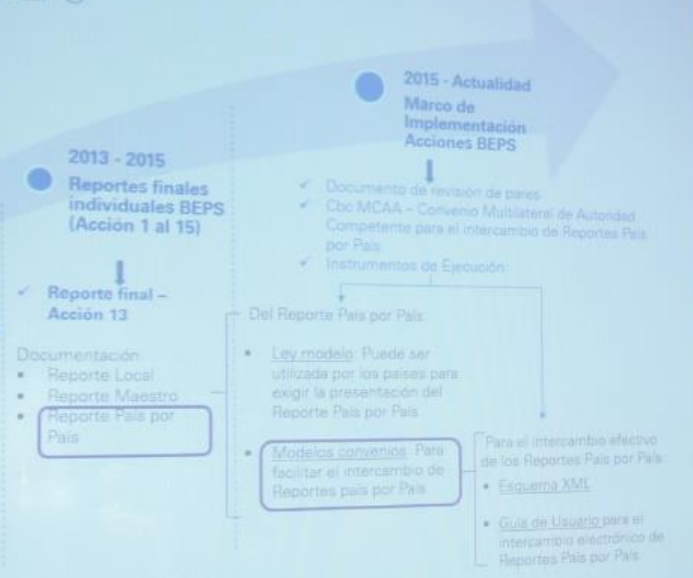 2013 - 2015
Reportes finales
individuales BEPS
(Acción 1 al 15)
✓ Reporte final –
Acción 13
Documentación:
▪ Reporte Local
▪ Reporte Maestro
▪ Reporte País por
País
2015 - Actualidad
Marco de
Implementación
Acciones BEPS
✓ Documento de revisión de pares
✓ Cbc MCAA – Convenio Multilateral de Autoridad
Competente para el intercambio de Reportes País
por País
✓ Instrumentos de Ejecución:
Del Reporte País por País:
▪ Ley modelo: Puede ser
utilizada por los países para
exigir la presentación del
Reporte País por País
▪ Modelos convenios: Para
facilitar el intercambio de
Reportes país por País
Para el intercambio efectivo
de los Reportes País por País:
• Esquema XML
• Guía de Usuario para el
intercambio electrónico de
Reportes País por País